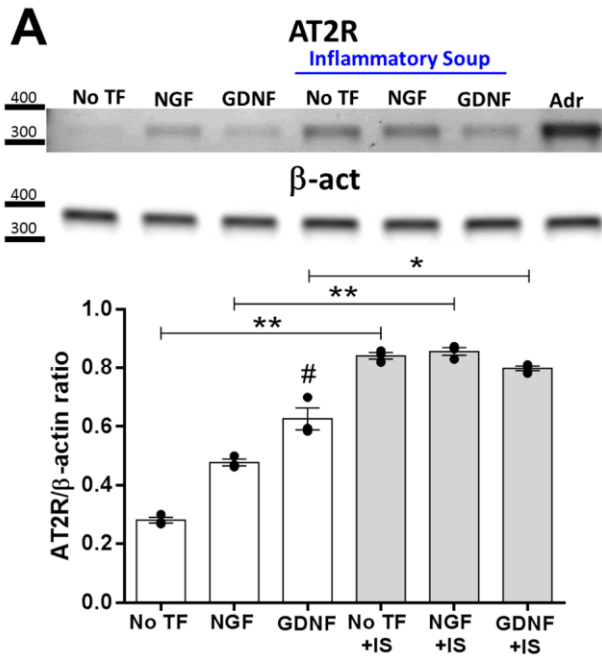 A
AT2R
Inflammatory Soup
No TF NGF GDNF No TF NGF GDNF Adr
400
300
β-act
400
300
*
**
**
#
1.0
0.8
0.6
0.4
0.2
0.0
AT2R/β-actin ratio
No TF NGF GDNF No TF NGF GDNF
+IS +IS +IS